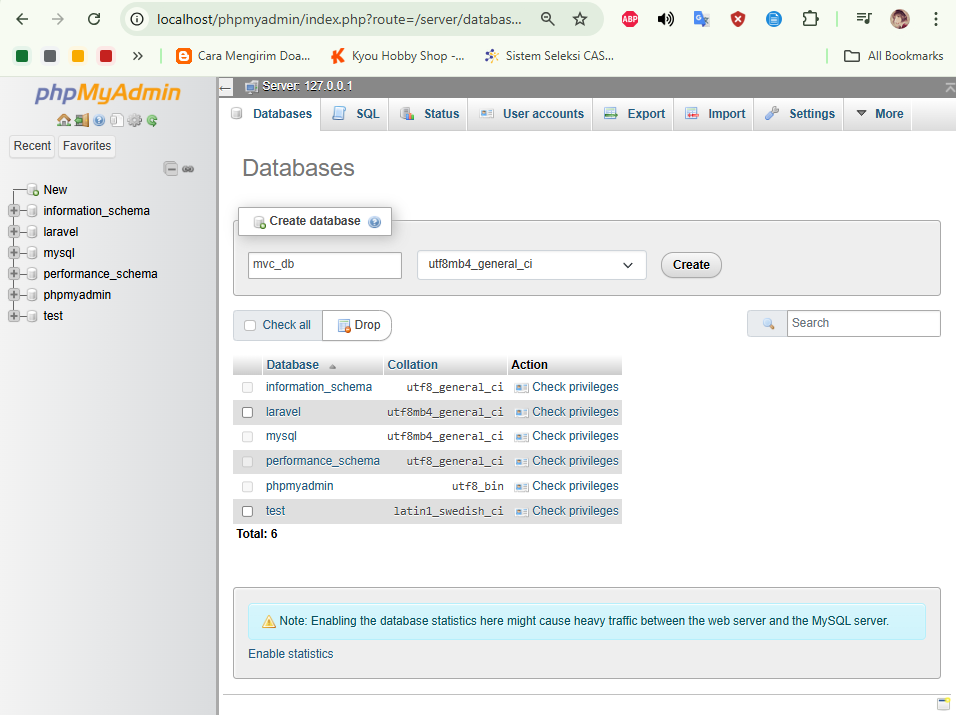 localhost/phpmyadmin/index.php?route=/server/databas...
ABP
Cara Mengirim Doa...
Kyou Hobby Shop -...
Sistem Seleksi CAS...
All Bookmarks
phpMyAdmin
Recent
Favorites
New
information_schema
laravel
mysql
performance_schema
phpmyadmin
test
Server: 127.0.0.1
Databases
SQL
Status
User accounts
Export
Import
Settings
More
Databases
Create database
mvc_db
utf8mb4_general_ci
Create
Check all
Drop
Search
Database Collation Action
information_schema utf8_general_ci Check privileges
laravel utf8mb4_general_ci Check privileges
mysql utf8mb4_general_ci Check privileges
performance_schema utf8_general_ci Check privileges
phpmyadmin utf8_bin Check privileges
test latin1_swedish_ci Check privileges
Total: 6
Note: Enabling the database statistics here might cause heavy traffic between the web server and the MySQL server.
Enable statistics